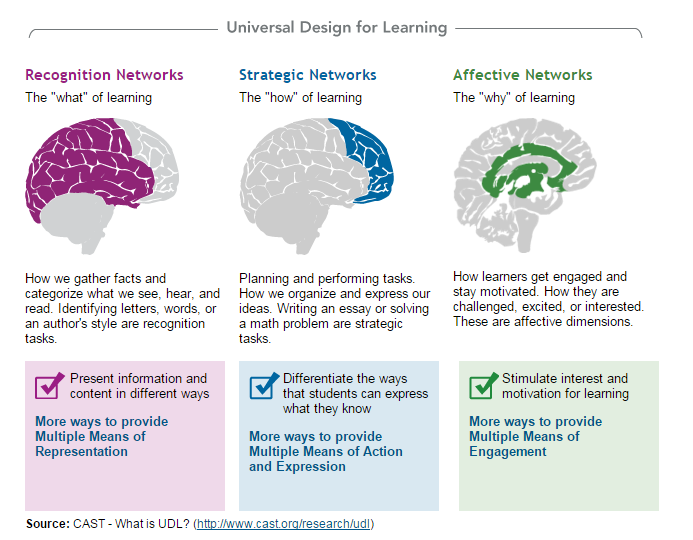 Universal Design for Learning
Recognition Networks
The "what" of learning
How we gather facts and
categorize what we see, hear, and
read. Identifying letters, words, or
an author's style are recognition
tasks.
Present information and
content in different ways
More ways to provide
Multiple Means of
Representation
Strategic Networks
The "how" of learning
Planning and performing tasks.
How we organize and express our
ideas. Writing an essay or solving
a math problem are strategic
tasks.
Differentiate the ways
that students can express
what they know
More ways to provide
Multiple Means of Action
and Expression
Affective Networks
The "why" of learning
How learners get engaged and
stay motivated. How they are
challenged, excited, or interested.
These are affective dimensions.
Stimulate interest and
motivation for learning
More ways to provide
Multiple Means of
Engagement
Source: CAST - What is UDL? (http://www.cast.org/research/udl)